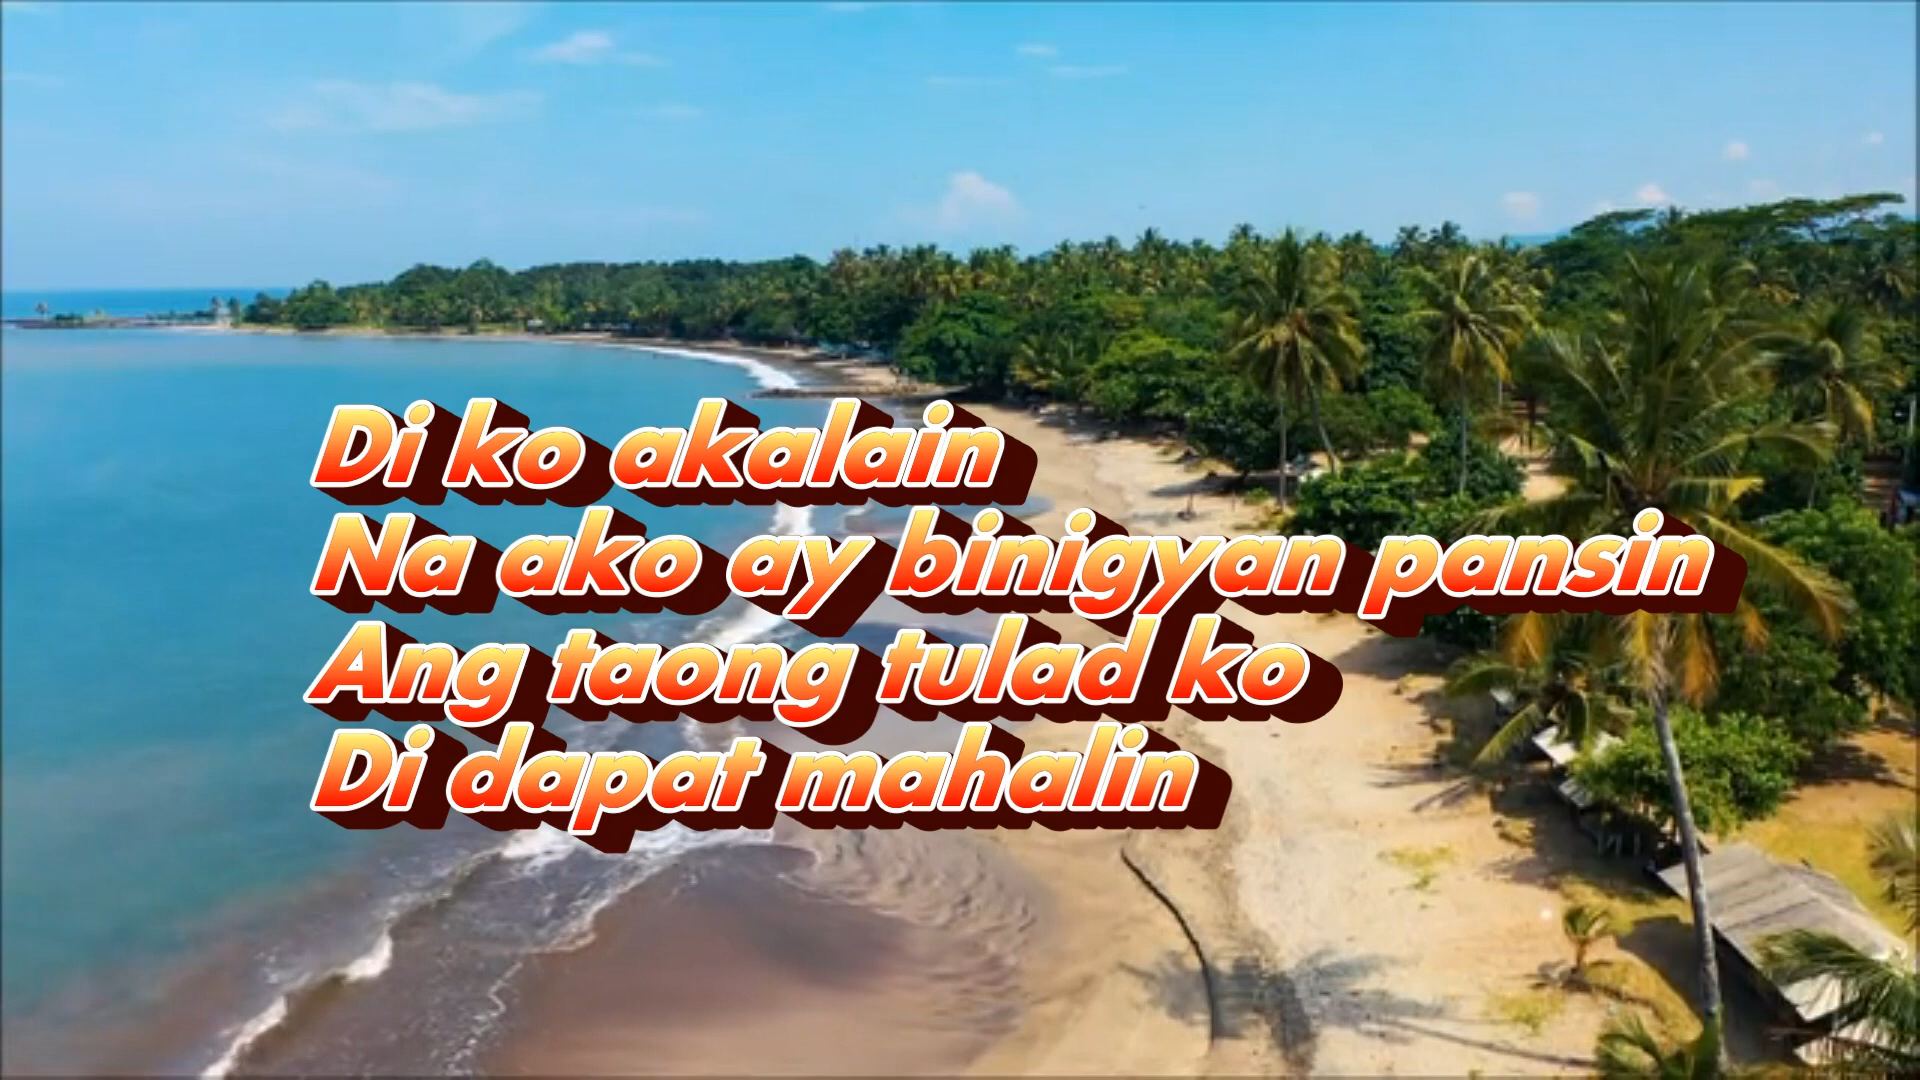 Di ko akalain
Na ako ay binigyan pansin
Ang taong tulad ko
Di dapat mahalin